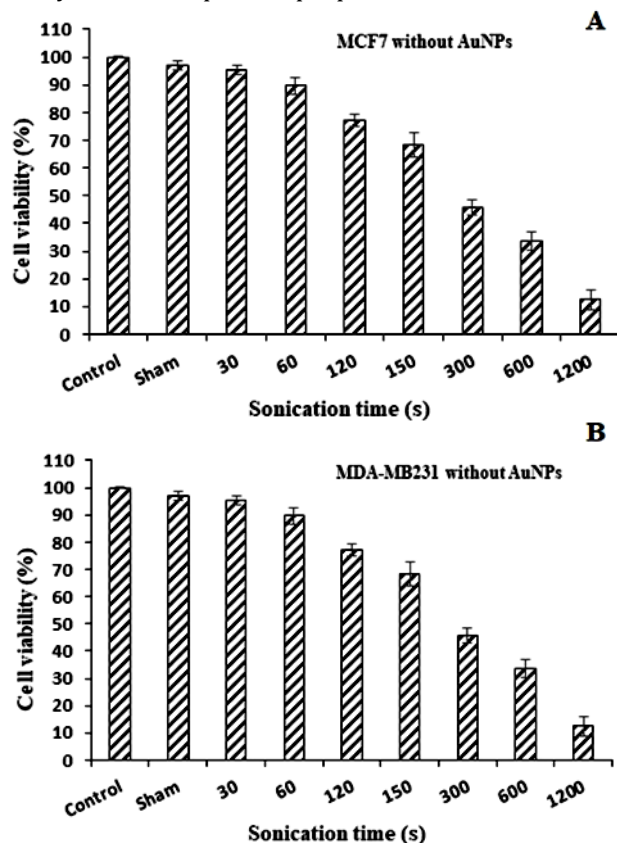 A
MCF7 without AuNPs
110
100
90
80
70
60
50
40
30
20
10
0
Cell viability (%)
Control Sham 30 60 120 150 300 600 1200
Sonication time (s)
B
MDA-MB231 without AuNPs
110
100
90
80
70
60
50
40
30
20
10
0
Cell viability (%)
Control Sham 30 60 120 150 300 600 1200
Sonication time (s)